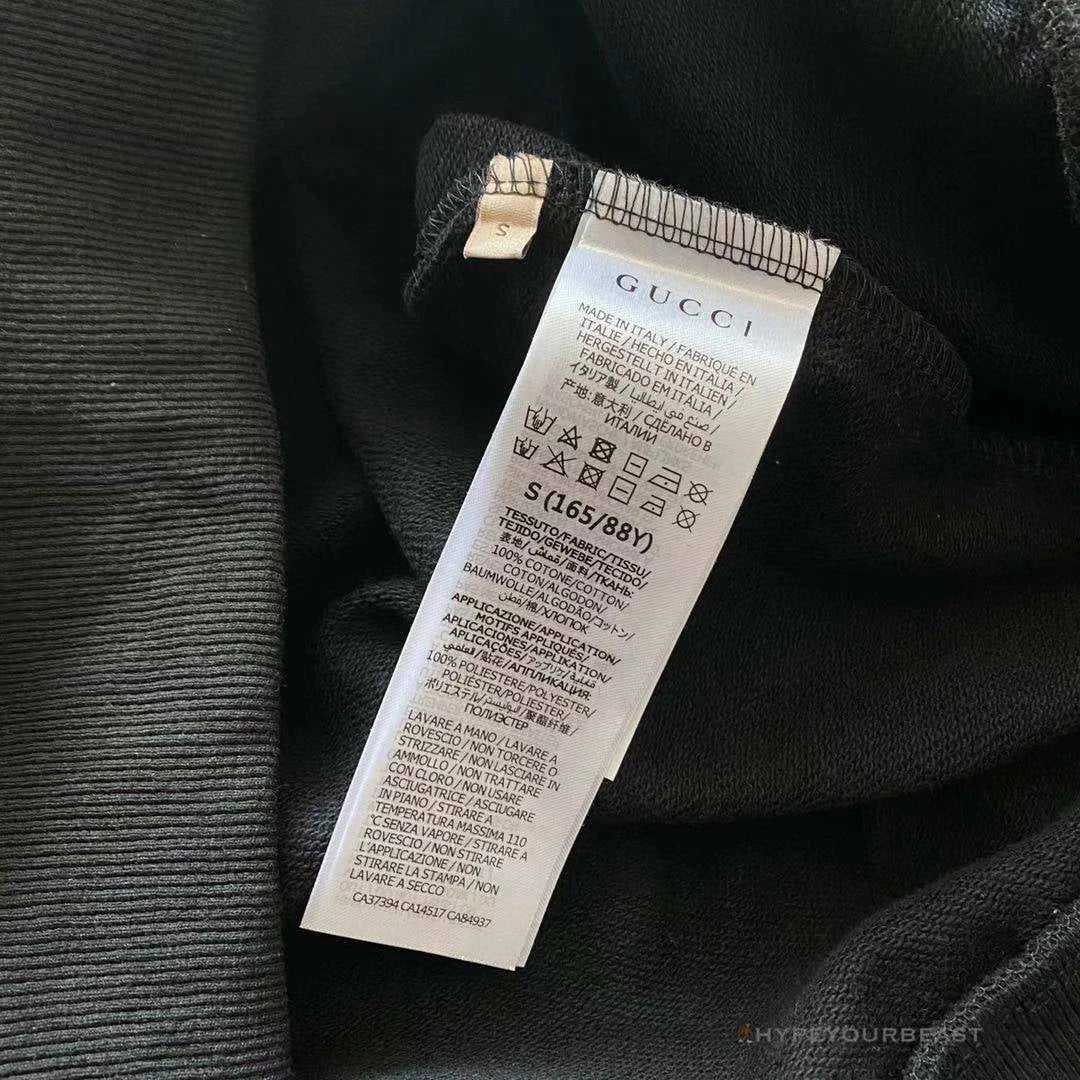 S
GUCCI
MADE IN ITALY / FABRIQUÉ EN
ITALIE / HECHO EN ITALIA /
HERGESTELLT IN ITALIEN /
FABRICADO EM ITÁLIA /
イタリア製 / صنع في إيطاليا /
产地:意大利 / СДЕЛАНО В
ИТАЛИИ
S (165/88Y)
TESSUTO/FABRIC/TISSU/
TEJIDO/GEWEBE/TECIDO/
表地/قماش/面料/ТКАНЬ:
100% COTONE/COTTON/
COTON/ALGODON/
BAUMWOLLE/ALGODÃO/コットン/
قطن/棉/ХЛОПОК
APPLICAZIONE/APPLICATION/
MOTIFS APPLIQUÉS/
APLICACIONES/APPLIKATION/
APLICAÇÕES/アップリケ/
/贴花/АППЛИКАЦИЯ:
100% POLIESTERE/POLYESTER/
POLIÉSTER/POLIESTER/
ポリエステル/البوليستر/聚酯纤维/
ПОЛИЭСТЕР
LAVARE A MANO / LAVARE A
ROVESCIO / NON TORCERE O
STRIZZARE / NON LASCIARE IN
AMMOLLO / NON TRATTARE
CON CLORO / NON USARE
ASCIUGATRICE / ASCIUGARE
IN PIANO / STIRARE A
TEMPERATURA MASSIMA 110
°C SENZA VAPORE / STIRARE A
ROVESCIO / NON STIRARE
L'APPLICAZIONE / NON
STIRARE LA STAMPA / NON
LAVARE A SECCO
CA37394 CA14517 CA84937
HYPEYOURBEAST